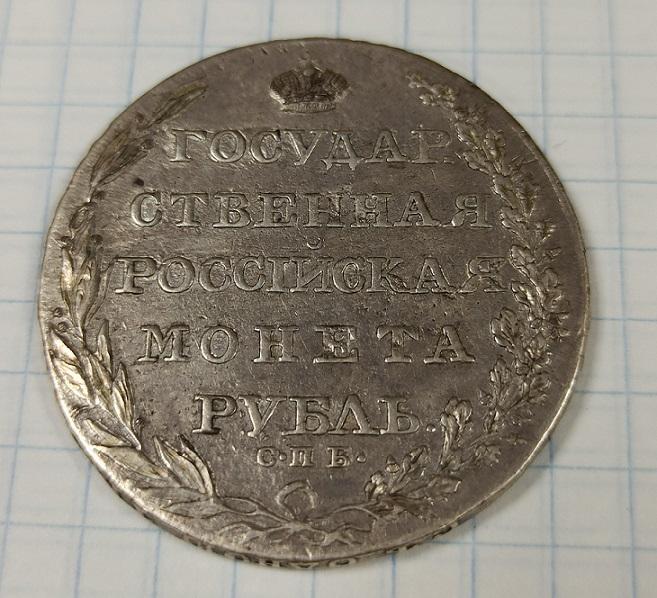 ГОСУДАР
СТВЕННАЯ
РОССІЙСКАЯ
МОНЕТА
РУБЛЬ.
С·П Б·